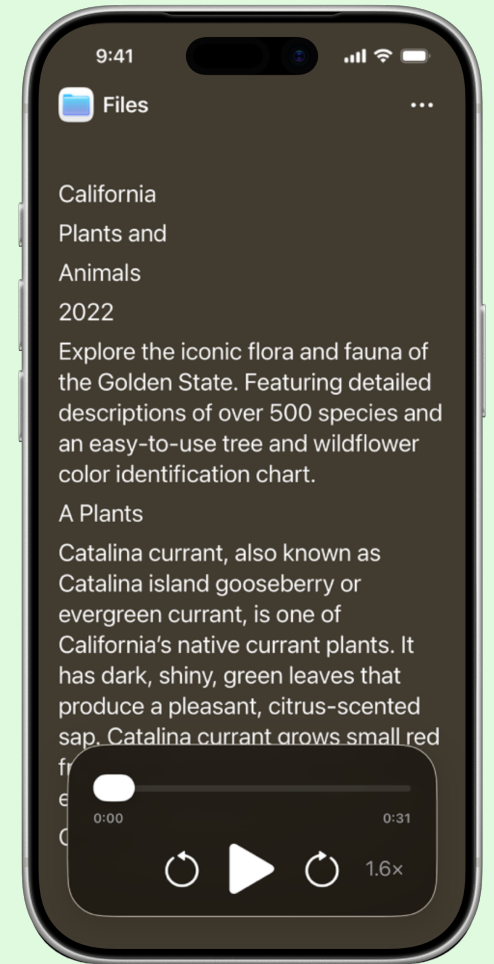 9:41
Files
California
Plants and
Animals
2022
Explore the iconic flora and fauna of
the Golden State. Featuring detailed
descriptions of over 500 species and
an easy-to-use tree and wildflower
color identification chart.
A Plants
Catalina currant, also known as
Catalina island gooseberry or
evergreen currant, is one of
California’s native currant plants. It
has dark, shiny, green leaves that
produce a pleasant, citrus-scented
sap. Catalina currant grows small red
0:00 0:31
1.6×